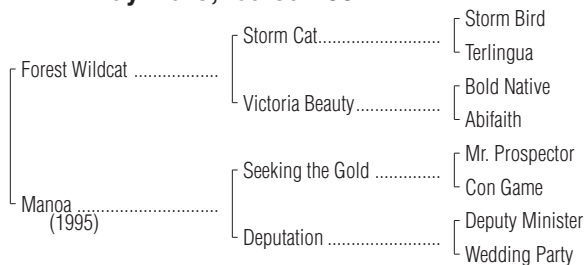 Storm Bird
Storm Cat..............................
Terlingua
Forest Wildcat .....................
Bold Native
Victoria Beauty.....................
Abifaith
Mr. Prospector
Seeking the Gold ...................
Con Game
Manoa ...................................
(1995)
Deputy Minister
Deputation ............................
Wedding Party